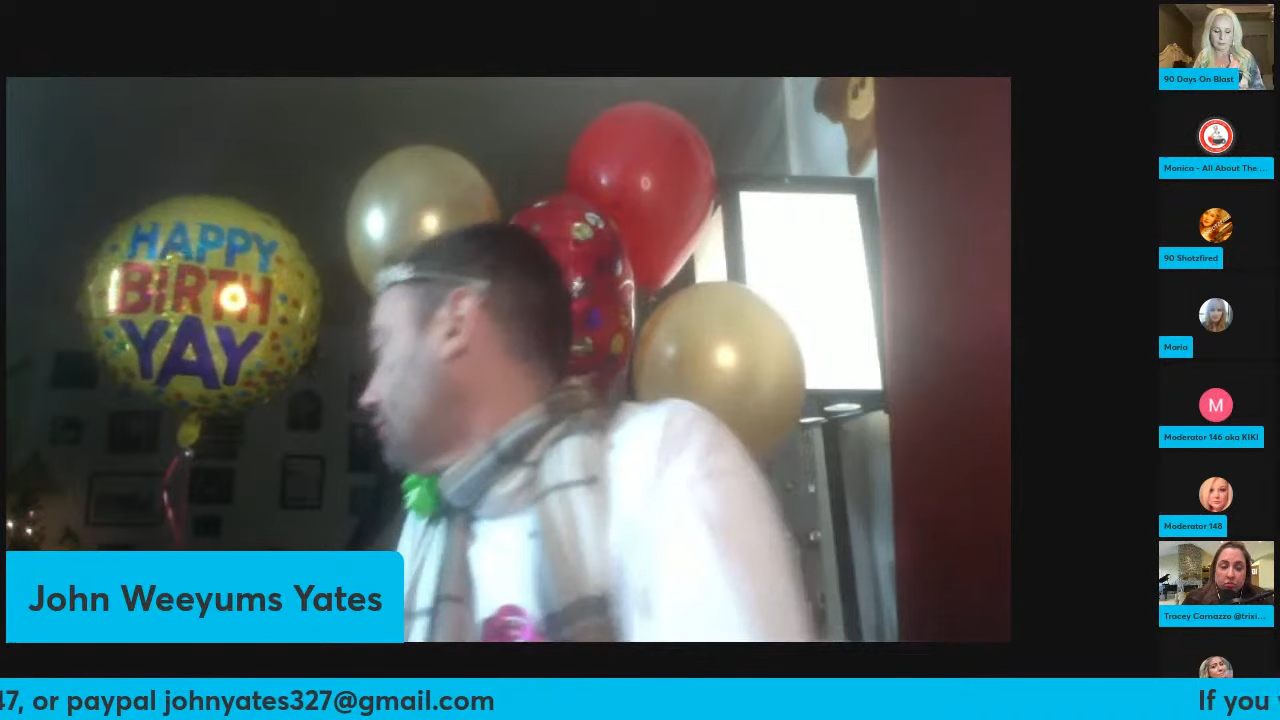 HAPPY
BIRTH
YAY
John Weeyums Yates
90 Days On Blast
Monica - All About The ...
90 Shotzfired
Maria
M
Moderator 146 aka KIKI
Moderator 148
Tracey Carnazzo @trixi...
47, or paypal johnyates327@gmail.com
If you